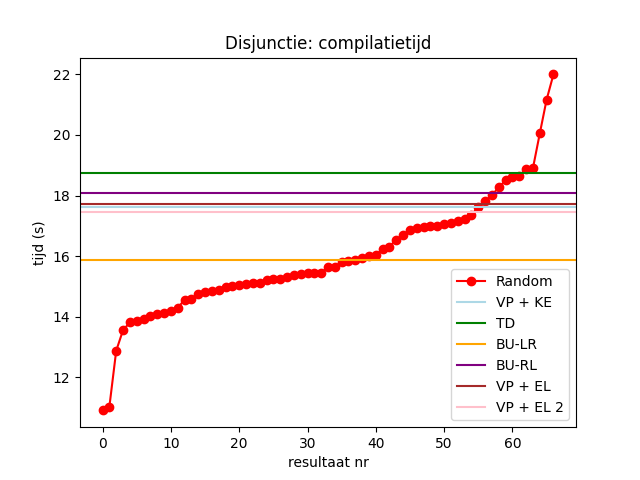 Disjunctie: compilatietijd
tijd (s)
22
20
18
16
14
12
0 10 20 30 40 50 60
resultaat nr
Random
VP + KE
TD
BU-LR
BU-RL
VP + EL
VP + EL 2